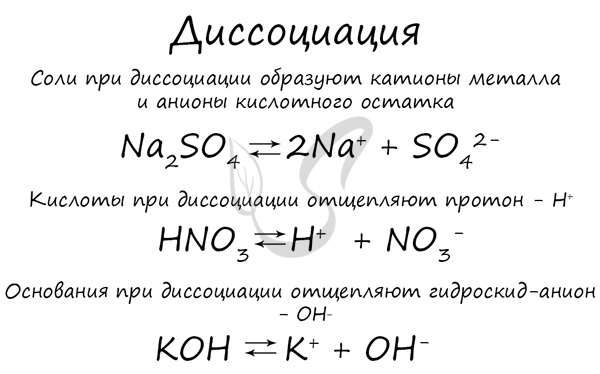 Диссоциация
Соли при диссоциации образуют катионы металла
и анионы кислотного остатка
Na₂SO₄ ⇄ 2Na⁺ + SO₄²⁻
Кислоты при диссоциации отщепляют протон - H⁺
HNO₃ ⇄ H⁺ + NO₃⁻
Основания при диссоциации отщепляют гидроскид-анион
- OH-
KOH ⇄ K⁺ + OH⁻